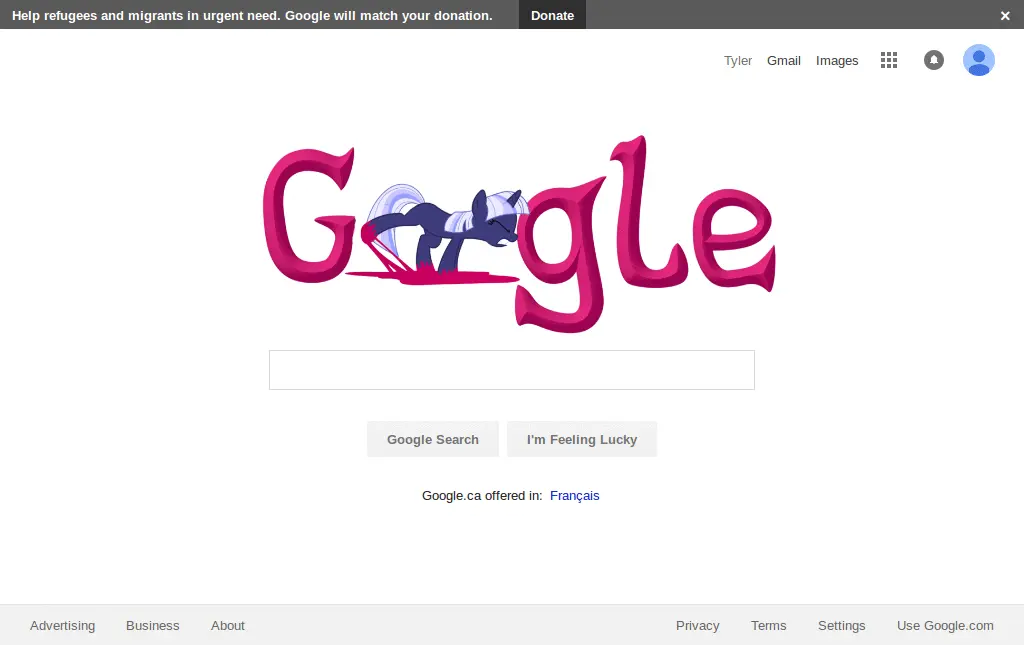 Help refugees and migrants in urgent need. Google will match your donation. Donate ×
Tyler Gmail Images
Google
Google Search I'm Feeling Lucky
Google.ca offered in: Français
Advertising Business About Privacy Terms Settings Use Google.com